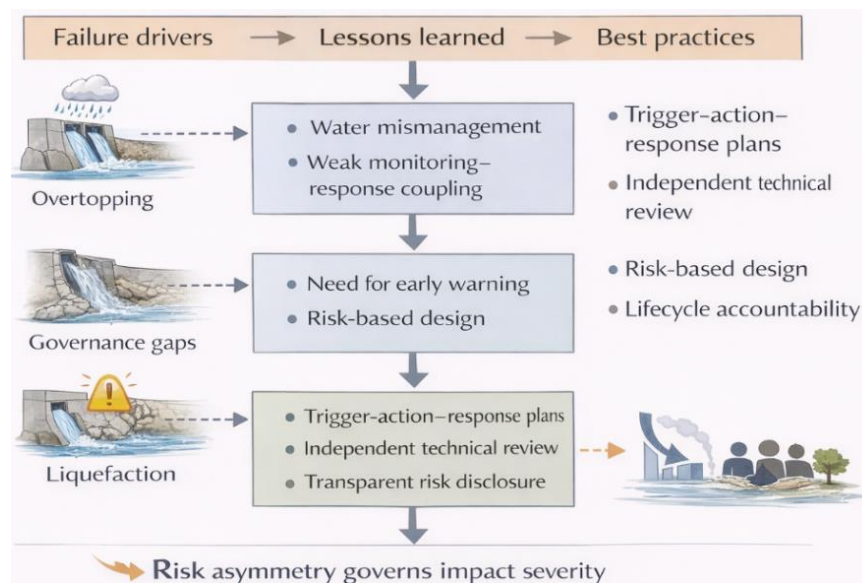 Failure drivers → Lessons learned → Best practices
Overtopping
• Water mismanagement
• Weak monitoring–
response coupling
• Trigger–action–
response plans
• Independent technical
review
Governance gaps
• Need for early warning
• Risk-based design
• Risk-based design
• Lifecycle accountability
Liquefaction
• Trigger-action–response plans
• Independent technical review
• Transparent risk disclosure
Risk asymmetry governs impact severity